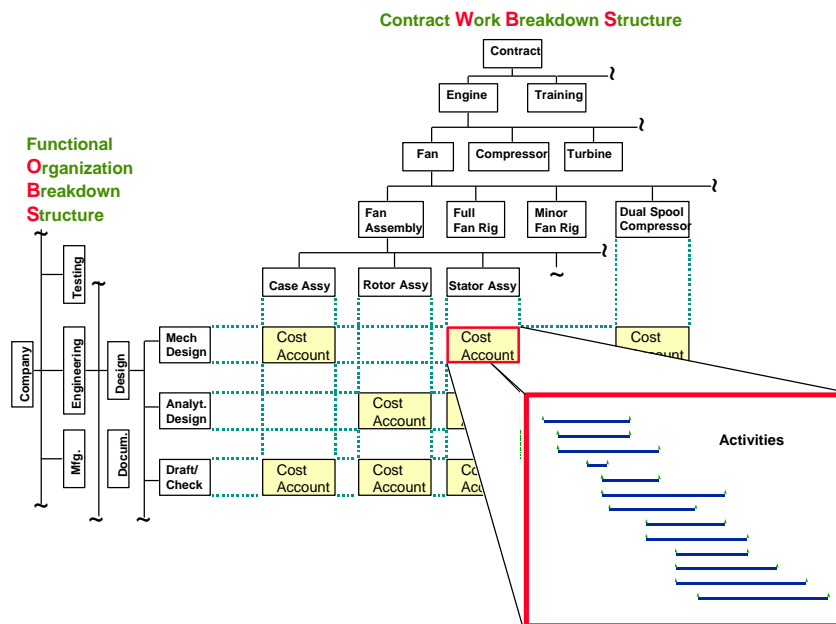 Contract Work Breakdown Structure
Contract
Engine
Training
Functional
Organization
Breakdown
Structure
Fan
Compressor
Turbine
Fan
Assembly
Full
Fan Rig
Minor
Fan Rig
Dual Spool
Compressor
Case Assy
Rotor Assy
Stator Assy
Testing
Company
Engineering
Design
Mfg.
Docum.
Mech
Design
Cost
Account
Cost
Account
Cost
Analyt.
Design
Cost
Account
Draft/
Check
Cost
Account
Cost
Account
Activities